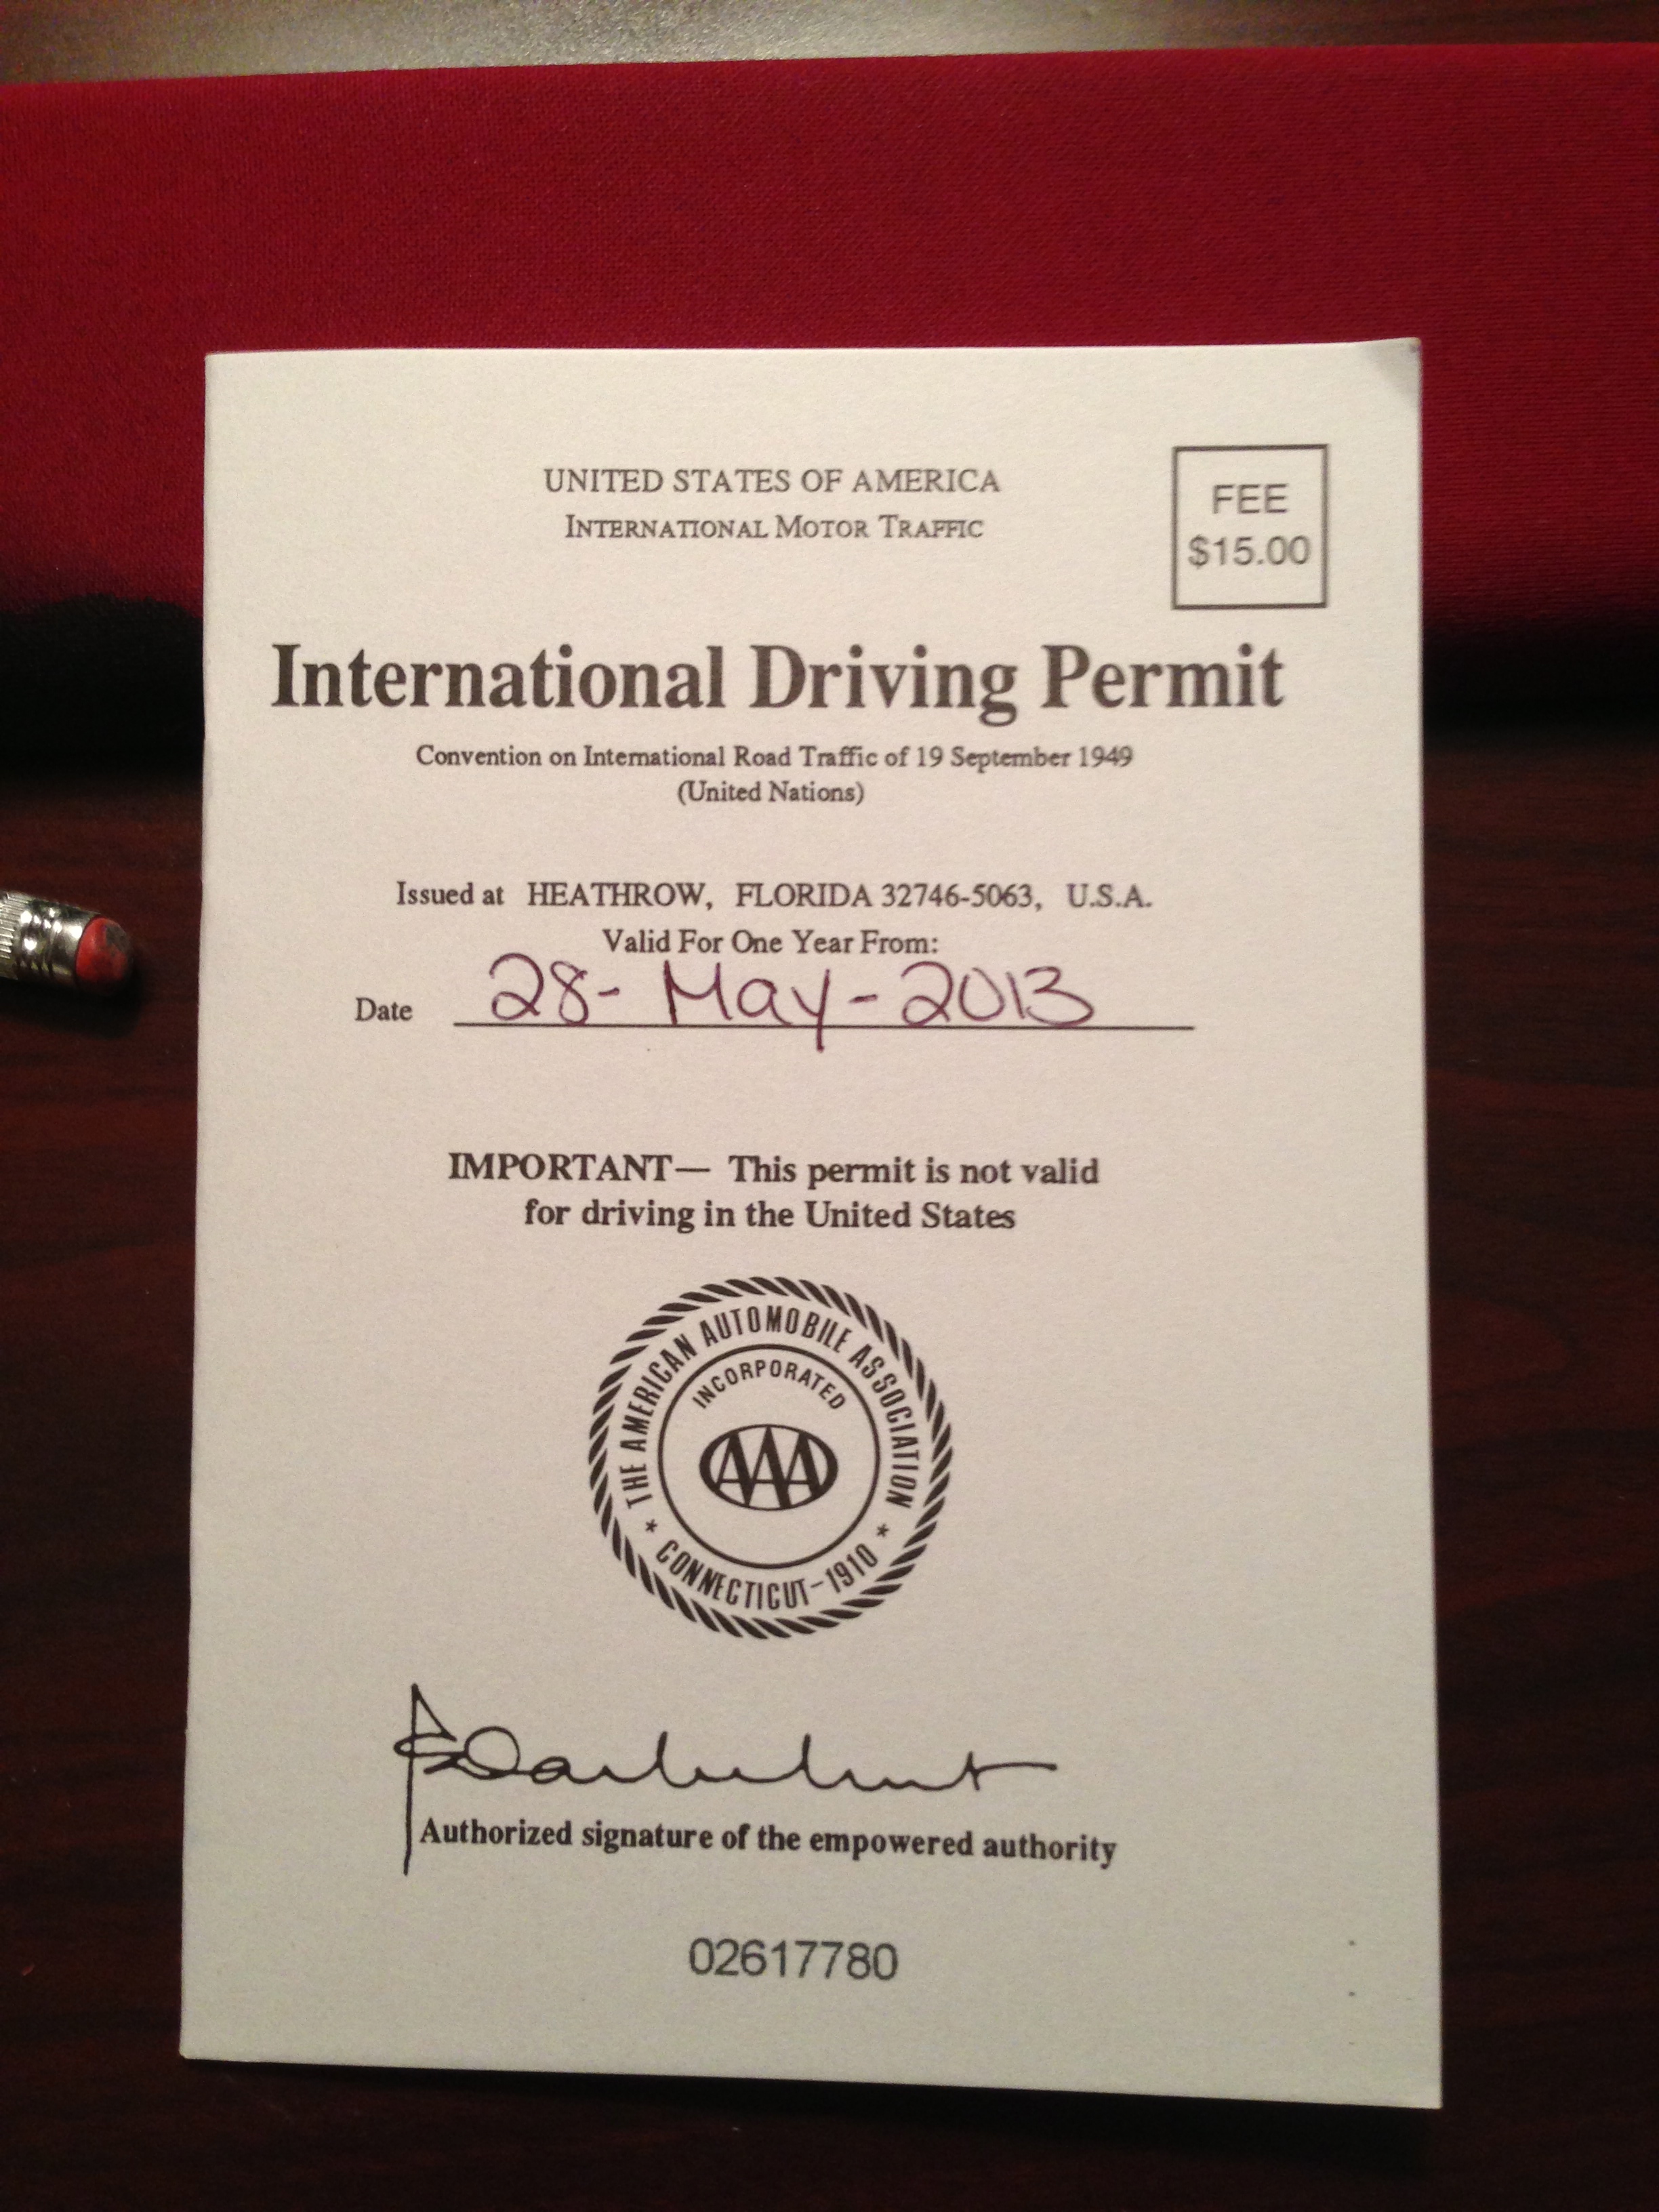 UNITED STATES OF AMERICA
INTERNATIONAL MOTOR TRAFFIC
FEE
$15.00
International Driving Permit
Convention on International Road Traffic of 19 September 1949
(United Nations)
Issued at HEATHROW, FLORIDA 32746-5063, U.S.A.
Valid For One Year From:
Date 28-May-2013
IMPORTANT— This permit is not valid
for driving in the United States
THE AMERICAN AUTOMOBILE ASSOCIATION
INCORPORATED
AAA
* CONNECTICUT-1910 *
Authorized signature of the empowered authority
02617780